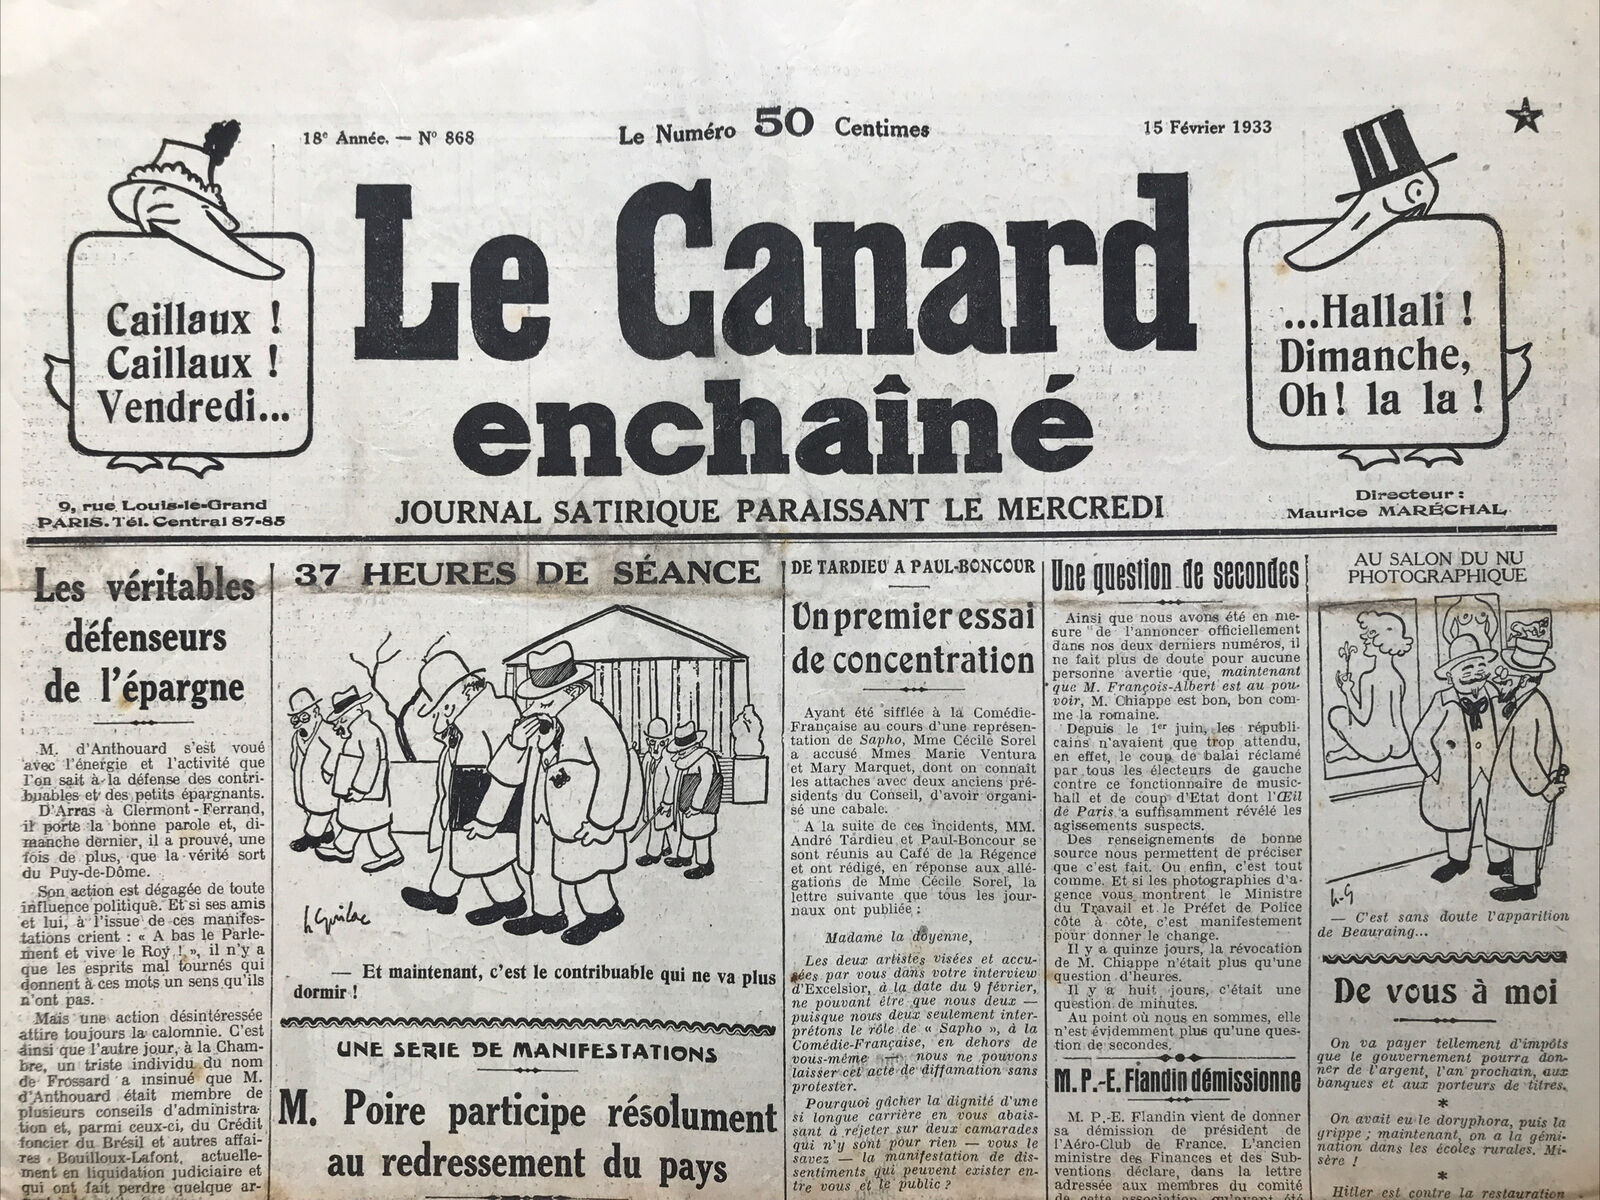 18e Année. — N° 868
Le Numéro 50 Centimes
15 Février 1933
Caillaux !
Caillaux !
Vendredi...
Le Canard
enchaîné
...Hallali !
Dimanche,
Oh! la la !
9, rue Louis-le-Grand
PARIS. Tél. Central 87-85
JOURNAL SATIRIQUE PARAISSANT LE MERCREDI
Directeur :
Maurice MARÉCHAL
Les véritables
défenseurs
de l'épargne
M. d'Anthouard s'est voué
avec l'énergie et l'activité que
l'on sait à la défense des contri-
buables et des petits épargnants.
D'Arras à Clermont-Ferrand,
il porte la bonne parole et, di-
manche dernier, il a prouvé, une
fois de plus, que la vérité sort
du Puy-de-Dôme.
Son action est dégagée de toute
influence politique. Et si ses amis
et lui, à l'issue de ces manifes-
tations crient : « A bas le Parle-
ment et vive le Roy ! », il n'y a
que les esprits mal tournés qui
donnent à ces mots un sens qu'ils
n'ont pas.
Mais une action désintéressée
attire toujours la calomnie. C'est
ainsi que l'autre jour, à la Cham-
bre, un triste individu du nom
de Frossard a insinué que M.
d'Anthouard était membre de
plusieurs conseils d'administra-
tion et, parmi ceux-ci, du Crédit
foncier du Brésil et autres affai-
res Bouilloux-Lafont, actuelle-
ment en liquidation judiciaire et
qui ont fait perdre quelque ar-
37 HEURES DE SÉANCE
H Guilac
— Et maintenant, c'est le contribuable qui ne va plus
dormir !
UNE SERIE DE MANIFESTATIONS
M. Poire participe résolument
au redressement du pays
DE TARDIEU A PAUL-BONCOUR
Un premier essai
de concentration
Ayant été sifflée à la Comédie-
Française au cours d'une représen-
tation de Sapho, Mme Cécile Sorel
a accusé Mmes Marie Ventura
et Mary Marquet, dont on connaît
les attaches avec deux anciens pré-
sidents du Conseil, d'avoir organi-
sé une cabale.
A la suite de ces incidents, MM.
André Tardieu et Paul-Boncour se
sont réunis au Café de la Régence
et ont rédigé, en réponse aux allé-
gations de Mme Cécile Sorel, la
lettre suivante que tous les jour-
naux ont publiée :
Madame la doyenne,
Les deux artistes visées et accu-
sées par vous dans votre interview
d'Excelsior, à la date du 9 février,
ne pouvant être que nous deux —
puisque nous deux seulement inter-
prétons le rôle de « Sapho », à la
Comédie-Française, en dehors de
vous-même — nous ne pouvons
laisser cet acte de diffamation sans
protester.
Pourquoi gâcher la dignité d'une
si longue carrière en vous abais-
sant à rejeter sur deux camarades
qui n'y sont pour rien — vous le
savez — la manifestation de dis-
sentiments qui peuvent exister en-
tre vous et le public ?
Une question de secondes
Ainsi que nous avons été en me-
sure de l'annoncer officiellement
dans nos deux derniers numéros, il
ne fait plus de doute pour aucune
personne avertie que, maintenant
que M. François-Albert est au pou-
voir, M. Chiappe est bon, bon com-
me la romaine.
Depuis le 1er juin, les républi-
cains n'avaient que trop attendu,
en effet, le coup de balai réclamé
par tous les électeurs de gauche
contre ce fonctionnaire de music-
hall et de coup d'Etat dont l'Œil
de Paris a suffisamment révélé les
agissements suspects.
Des renseignements de bonne
source nous permettent de préciser
que c'est fait. Ou enfin, c'est tout
comme. Et si les photographies d'a-
gence vous montrent le Ministre
du Travail et le Préfet de Police
côte à côte, c'est manifestement
pour donner le change.
Il y a quinze jours, la révocation
de M. Chiappe n'était plus qu'une
question d'heures.
Il y a huit jours, c'était une
question de minutes.
Au point où nous en sommes, elle
n'est évidemment plus qu'une ques-
tion de secondes.
M. P.-E. Flandin démissionne
M. P.-E. Flandin vient de donner
sa démission de président de
l'Aéro-Club de France. L'ancien
ministre des Finances et des Sub-
ventions déclare, dans la lettre
adressée aux membres du comité
de cette association qu'ayant été
AU SALON DU NU
PHOTOGRAPHIQUE
H-G
— C'est sans doute l'apparition
de Beauraing...
De vous à moi
On va payer tellement d'impôts
que le gouvernement pourra don-
ner de l'argent, l'an prochain, aux
banques et aux porteurs de titres.
*
On avait eu le doryphora, puis la
grippe ; maintenant, on a la gémi-
nation dans les écoles rurales. Mi-
sère !
*
Hitler est contre la restauration